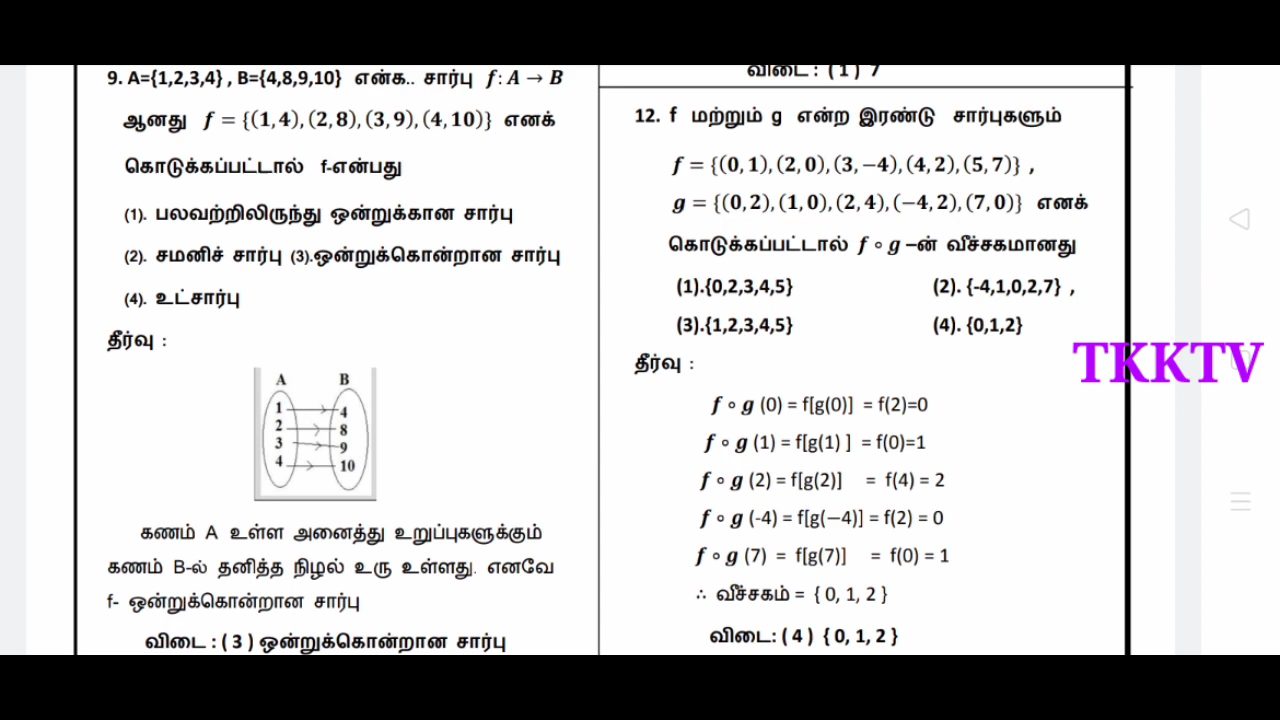 9. A={1,2,3,4} , B={4,8,9,10} என்க.. சார்பு f: A → B
ஆனது f = {(1, 4), (2, 8), (3, 9), (4, 10)} எனக்
கொடுக்கப்பட்டால் f-என்பது
(1). பலவற்றிலிருந்து ஒன்றுக்கான சார்பு
(2). சமனிச் சார்பு (3).ஒன்றுக்கொன்றான சார்பு
(4). உட்சார்பு
தீர்வு :
A B
1 4
2 8
3 9
4 10
கணம் A உள்ள அனைத்து உறுப்புகளுக்கும்
கணம் B-ல் தனித்த நிழல் உரு உள்ளது. எனவே
f- ஒன்றுக்கொன்றான சார்பு
விடை : ( 3 ) ஒன்றுக்கொன்றான சார்பு
விடை : ( 1 ) 7
12. f மற்றும் g என்ற இரண்டு சார்புகளும்
f = {(0, 1), (2, 0), (3, −4), (4, 2), (5, 7)} ,
g = {(0, 2), (1, 0), (2, 4), (−4, 2), (7, 0)} எனக்
கொடுக்கப்பட்டால் f ∘ g –ன் வீச்சகமானது
(1).{0,2,3,4,5} (2). {-4,1,0,2,7} ,
(3).{1,2,3,4,5} (4). {0,1,2}
TKKTV
தீர்வு :
f ∘ g (0) = f[g(0)] = f(2)=0
f ∘ g (1) = f[g(1) ] = f(0)=1
f ∘ g (2) = f[g(2)] = f(4) = 2
f ∘ g (-4) = f[g(−4)] = f(2) = 0
f ∘ g (7) = f[g(7)] = f(0) = 1
∴ வீச்சகம் = { 0, 1, 2 }
விடை: ( 4 ) { 0, 1, 2 }